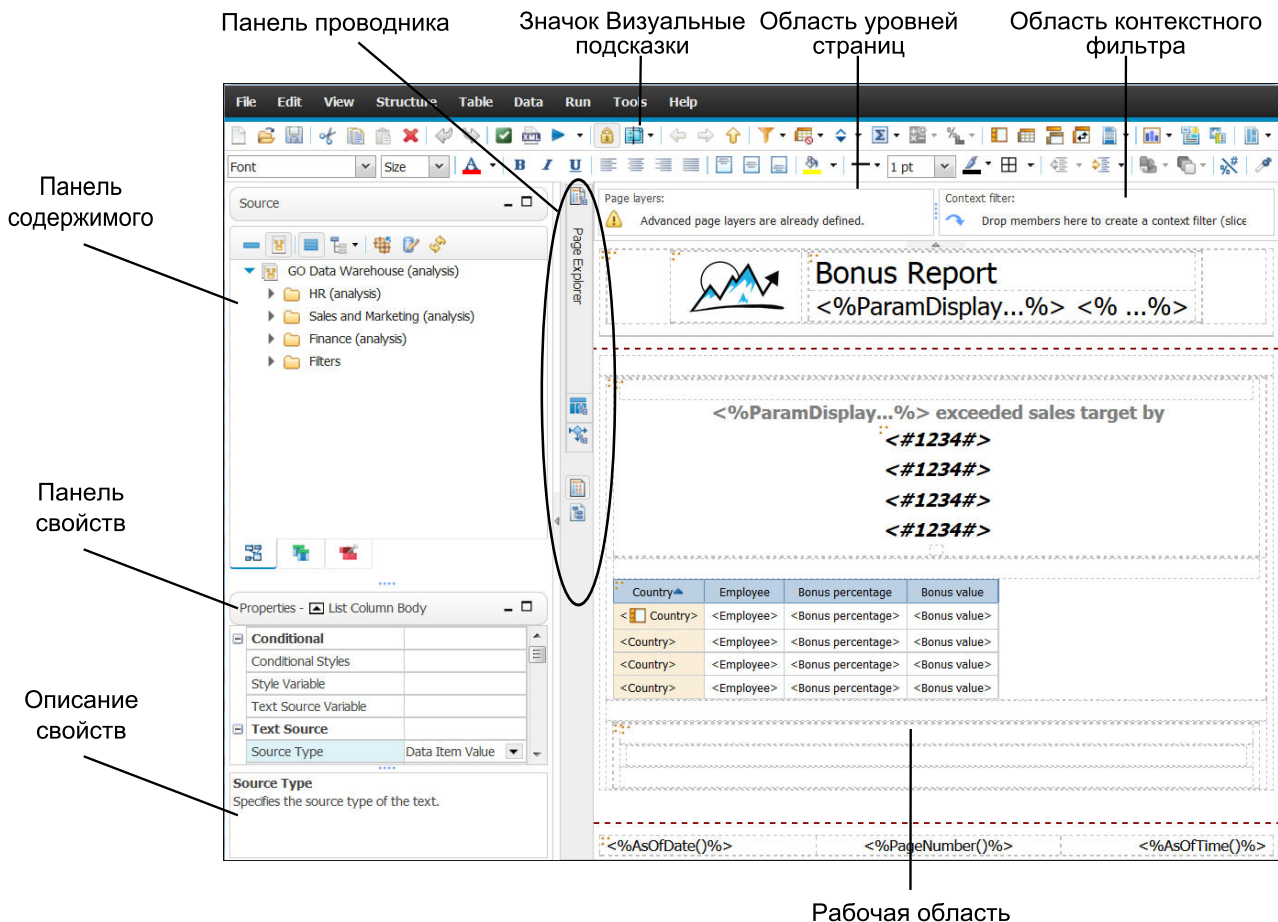 Панель проводника
Значок Визуальные
подсказки
Область уровней
страниц
Область контекстного
фильтра
File Edit View Structure Table Data Run Tools Help
Font Size A B I U 1 pt
Панель
содержимого
Source
GO Data Warehouse (analysis)
HR (analysis)
Sales and Marketing (analysis)
Finance (analysis)
Filters
Page Explorer
Page layers:
Advanced page layers are already defined.
Context filter:
Drop members here to create a context filter (slice
Bonus Report
<%ParamDisplay...%> <% ...%>
<%ParamDisplay...%> exceeded sales target by
<#1234#>
<#1234#>
<#1234#>
<#1234#>
Country Employee Bonus percentage Bonus value
<Country> <Employee> <Bonus percentage> <Bonus value>
<Country> <Employee> <Bonus percentage> <Bonus value>
<Country> <Employee> <Bonus percentage> <Bonus value>
<Country> <Employee> <Bonus percentage> <Bonus value>
<%AsOfDate()%> <%PageNumber()%> <%AsOfTime()%>
Панель
свойств
Properties - List Column Body
Conditional
Conditional Styles
Style Variable
Text Source Variable
Text Source
Source Type Data Item Value
Описание
свойств
Source Type
Specifies the source type of the text.
Рабочая область